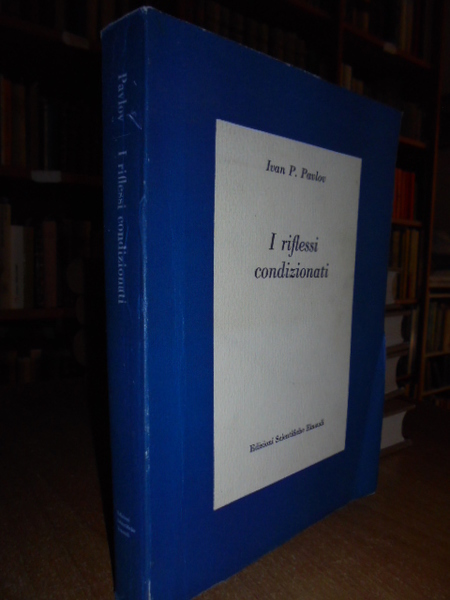 Pavlov I riflessi condizionati
Ivan P. Pavlov
I riflessi
condizionati
Edizioni Scientifiche Einaudi